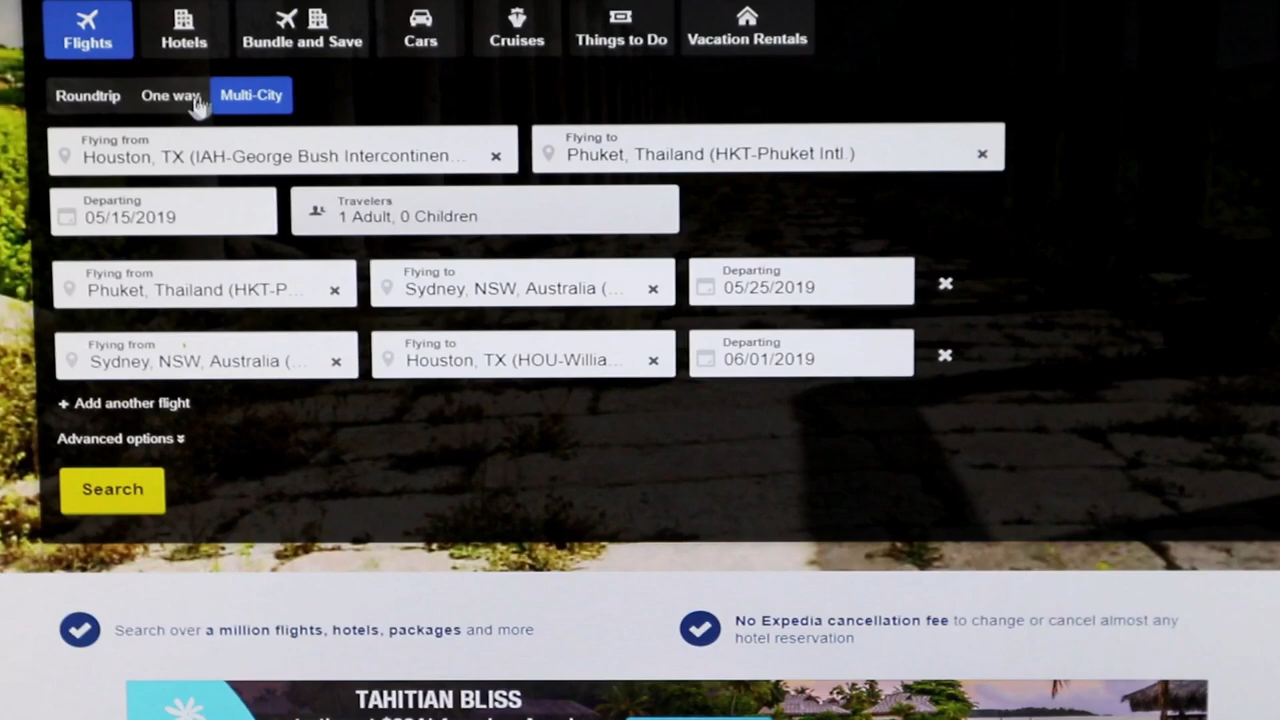 Flights
Hotels
Bundle and Save
Cars
Cruises
Things to Do
Vacation Rentals
Roundtrip
One way
Multi-City
Flying from
Houston, TX (IAH-George Bush Intercontinen...
Flying to
Phuket, Thailand (HKT-Phuket Intl.)
Departing
05/15/2019
Travelers
1 Adult, 0 Children
Flying from
Phuket, Thailand (HKT-P...
Flying to
Sydney, NSW, Australia (...
Departing
05/25/2019
Flying from
Sydney, NSW, Australia (...
Flying to
Houston, TX (HOU-Willia...
Departing
06/01/2019
+ Add another flight
Advanced options
Search
Search over a million flights, hotels, packages and more
No Expedia cancellation fee to change or cancel almost any
hotel reservation
TAHITIAN BLISS